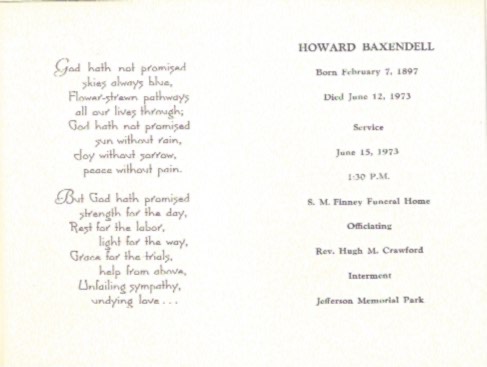 God hath not promised
skies always blue,
Flower-strewn pathways
all our lives through;
God hath not promised
sun without rain,
Joy without sorrow,
peace without pain.
But God hath promised
strength for the day,
Rest for the labor,
light for the way,
Grace for the trials,
help from above,
Unfailing sympathy,
undying love . . .
HOWARD BAXENDELL
Born February 7, 1897
Died June 12, 1973
Service
June 15, 1973
1:30 P.M.
S. M. Finney Funeral Home
Officiating
Rev. Hugh M. Crawford
Interment
Jefferson Memorial Park